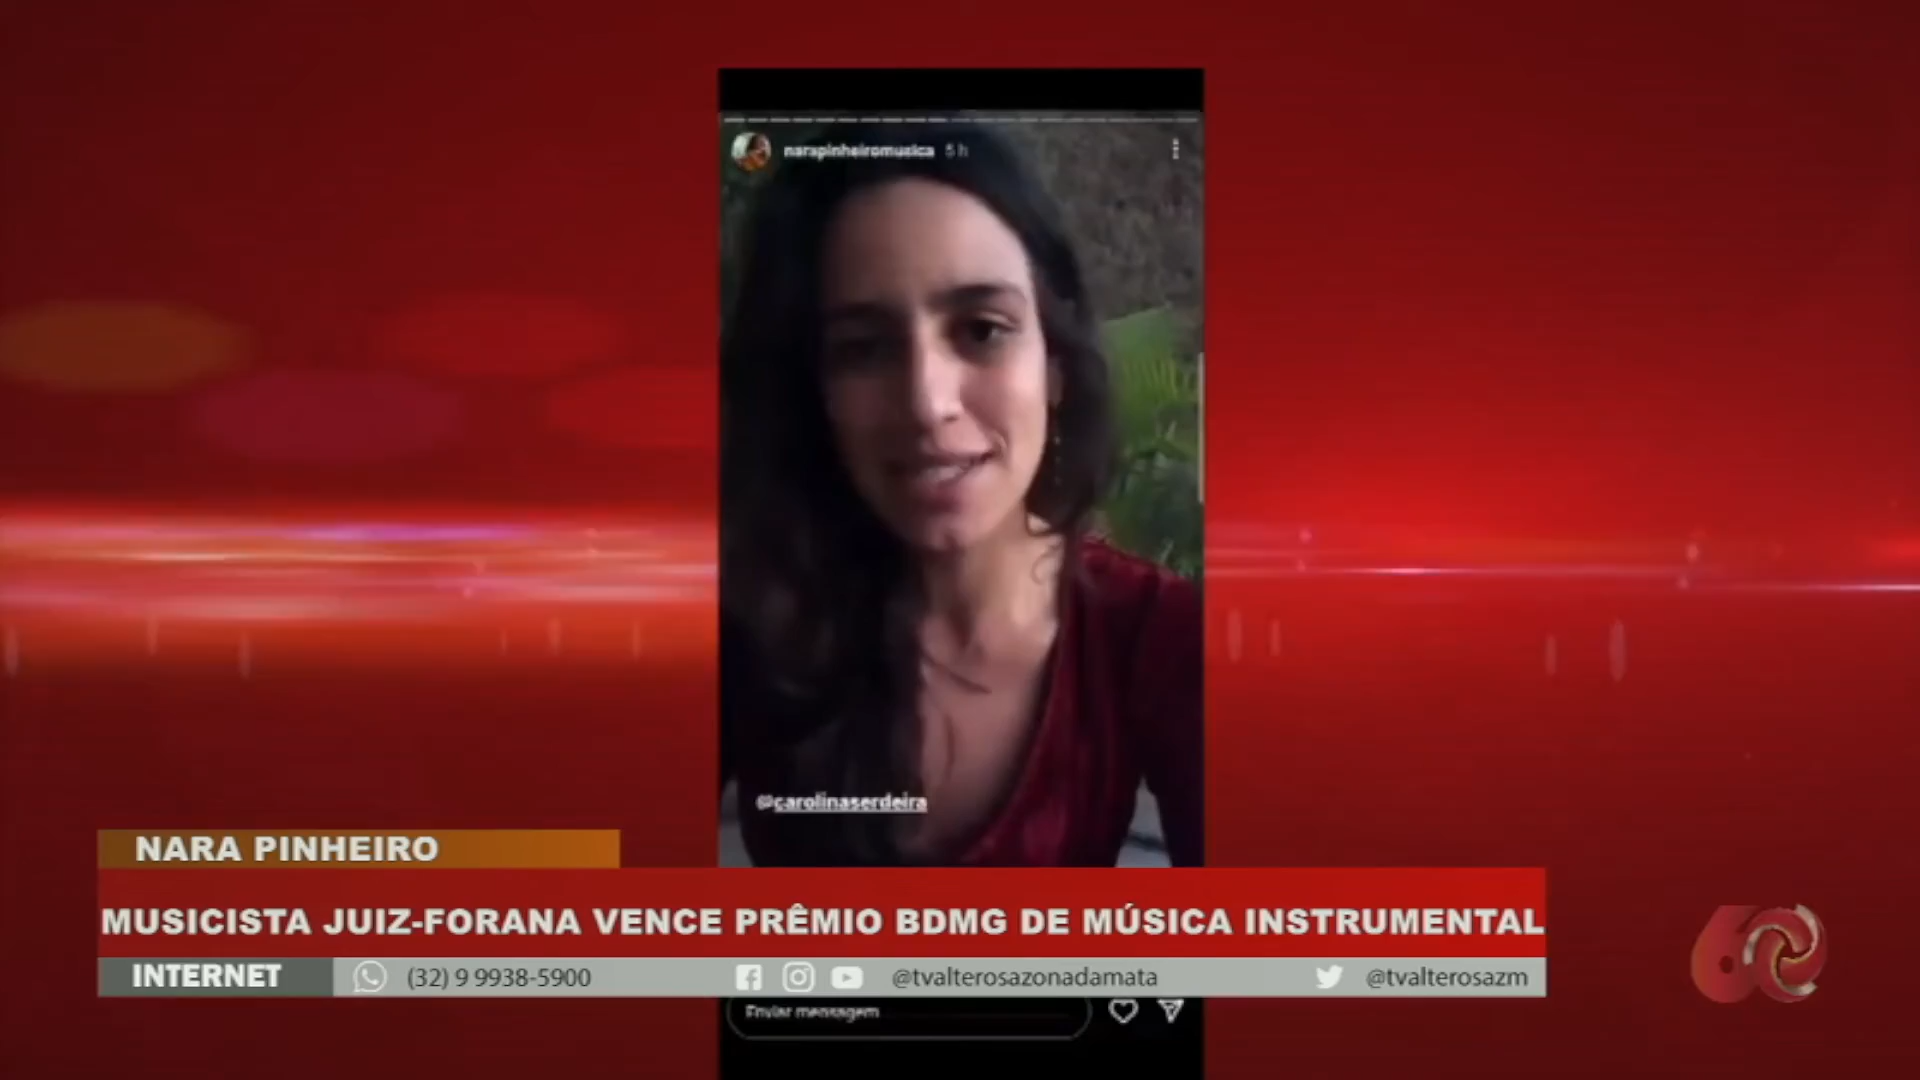 narapinheiromusica 5 h
@carolinaserdeira
NARA PINHEIRO
MUSICISTA JUIZ-FORANA VENCE PRÊMIO BDMG DE MÚSICA INSTRUMENTAL
INTERNET (32) 9 9938-5900 @tvalterosazonadamata @tvalterosazm
Enviar mensagem